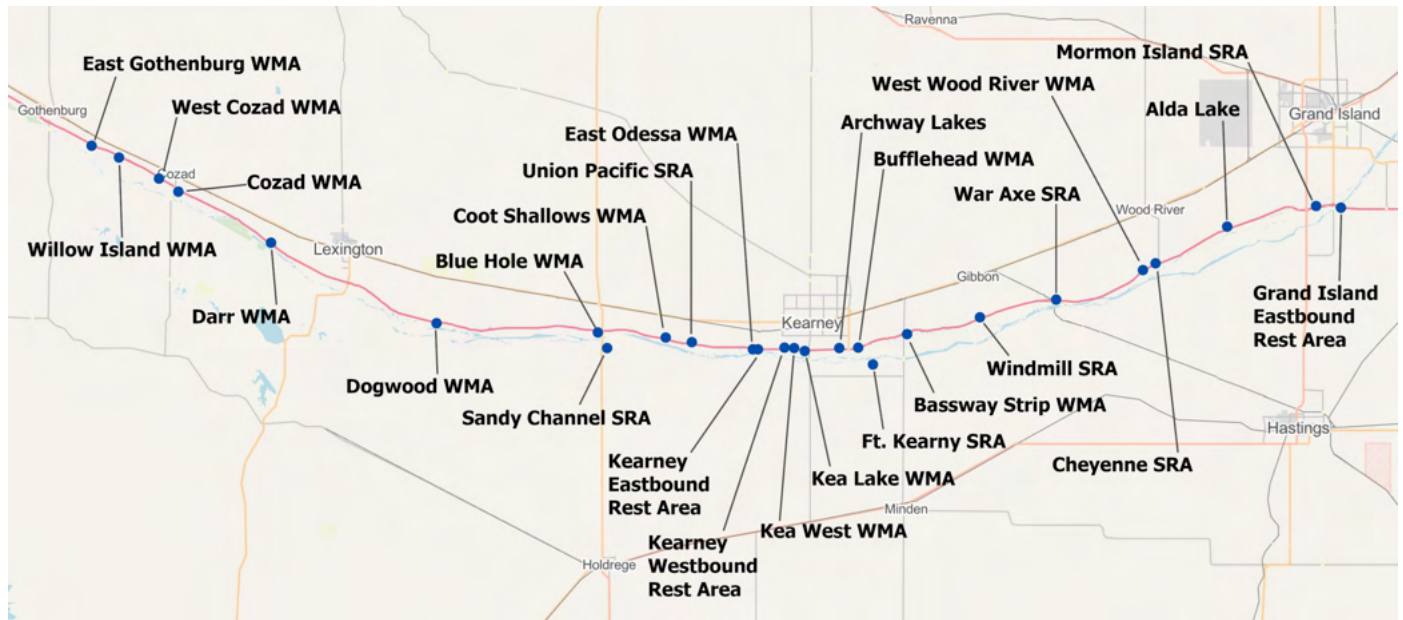 Ravenna
Mormon Island SRA
East Gothenburg WMA
West Wood River WMA
West Cozad WMA
Gothenburg
Alda Lake
Grand Island
East Odessa WMA
Archway Lakes
Bufflehead WMA
Union Pacific SRA
Cozad
Cozad WMA
War Axe SRA
Coot Shallows WMA
Wood River
Willow Island WMA
Lexington
Blue Hole WMA
Gibbon
Grand Island
Eastbound
Rest Area
Darr WMA
Kearney
Dogwood WMA
Windmill SRA
Sandy Channel SRA
Bassway Strip WMA
Hastings
Ft. Kearny SRA
Kearney
Eastbound
Rest Area
Cheyenne SRA
Kea Lake WMA
Minden
Kea West WMA
Kearney
Westbound
Rest Area
Holdrege